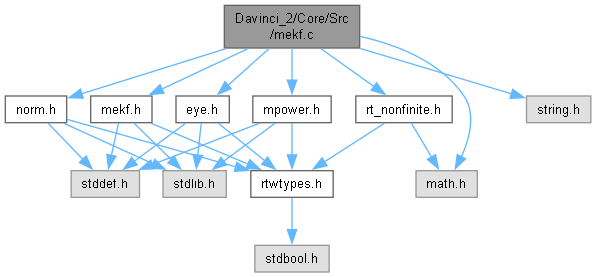 Davinci_2/Core/Src
/mekf.c
norm.h
mekf.h
eye.h
mpower.h
rt_nonfinite.h
string.h
stddef.h
stdlib.h
rtwtypes.h
math.h
stdbool.h